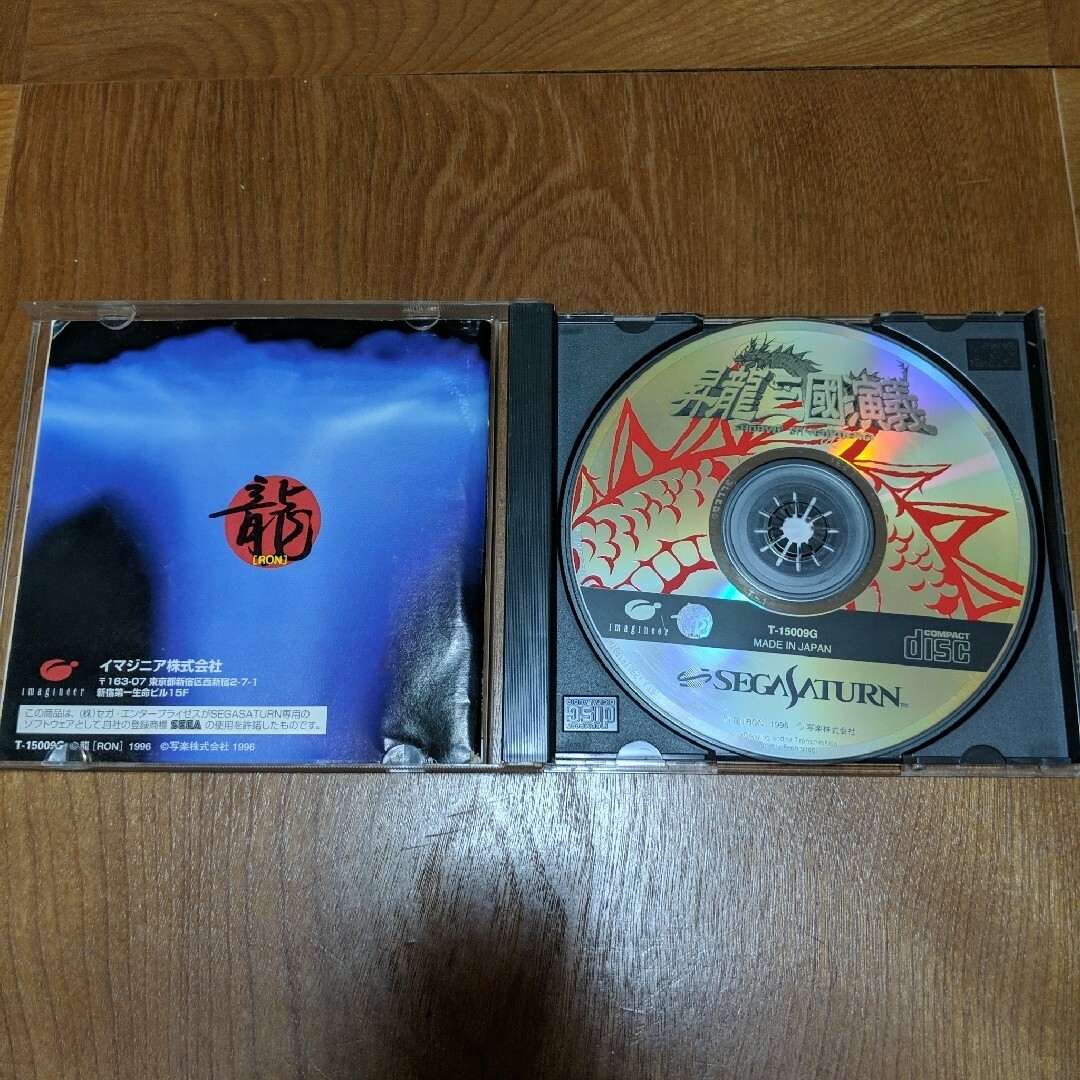 龍
[RON]
イマジニア株式会社
〒163-07 東京都新宿区西新宿2-7-1
新宿第一生命ビル15F
imagineer
この商品は、(株)セガ・エンタープライゼスがSEGASATURN専用の
ソフトウェアとして、自社の登録商標 SEGA の使用を許諾したものです。
T-15009G ©龍 [RON] 1996 ©写楽株式会社 1996
昇龍三國演義
imagineer
T-15009G
MADE IN JAPAN
COMPACT
disc
SEGASATURN™
©龍 [RON] 1996 ©写楽株式会社
COMPACT
disc